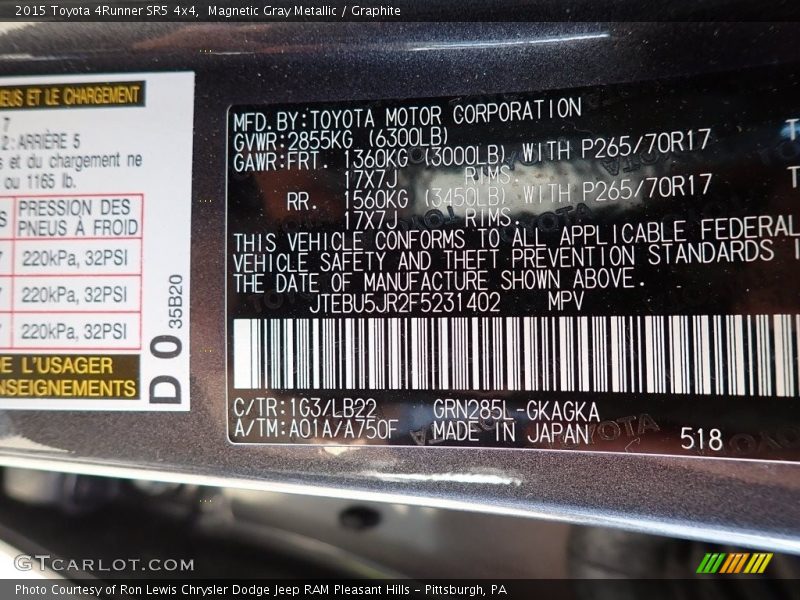 2015 Toyota 4Runner SR5 4x4,  Magnetic Gray Metallic / Graphite
EUS ET LE CHARGEMENT
7
2: ARRIÈRE 5
s et du chargement ne
ou 1165 lb.
S PRESSION DES
PNEUS À FROID
220kPa, 32PSI
220kPa, 32PSI
220kPa, 32PSI
DE L'USAGER
NSEIGNEMENTS
D 0 35B20
MFD.BY:TOYOTA MOTOR CORPORATION
GVWR:2855KG (6300LB)
GAWR:FRT. 1360KG (3000LB) WITH P265/70R17 T
17X7J RIMS
RR. 1560KG (3450LB) WITH P265/70R17 T
17X7J RIMS.
THIS VEHICLE CONFORMS TO ALL APPLICABLE FEDERAL
VEHICLE SAFETY AND THEFT PREVENTION STANDARDS I
THE DATE OF MANUFACTURE SHOWN ABOVE.
JTEBU5JR2F5231402 MPV
C/TR:1G3/LB22 GRN285L-GKAGKA
A/TM:A01A/A750F MADE IN JAPAN 518
GTCARLOT.COM
Photo Courtesy of Ron Lewis Chrysler Dodge Jeep RAM Pleasant Hills - Pittsburgh, PA